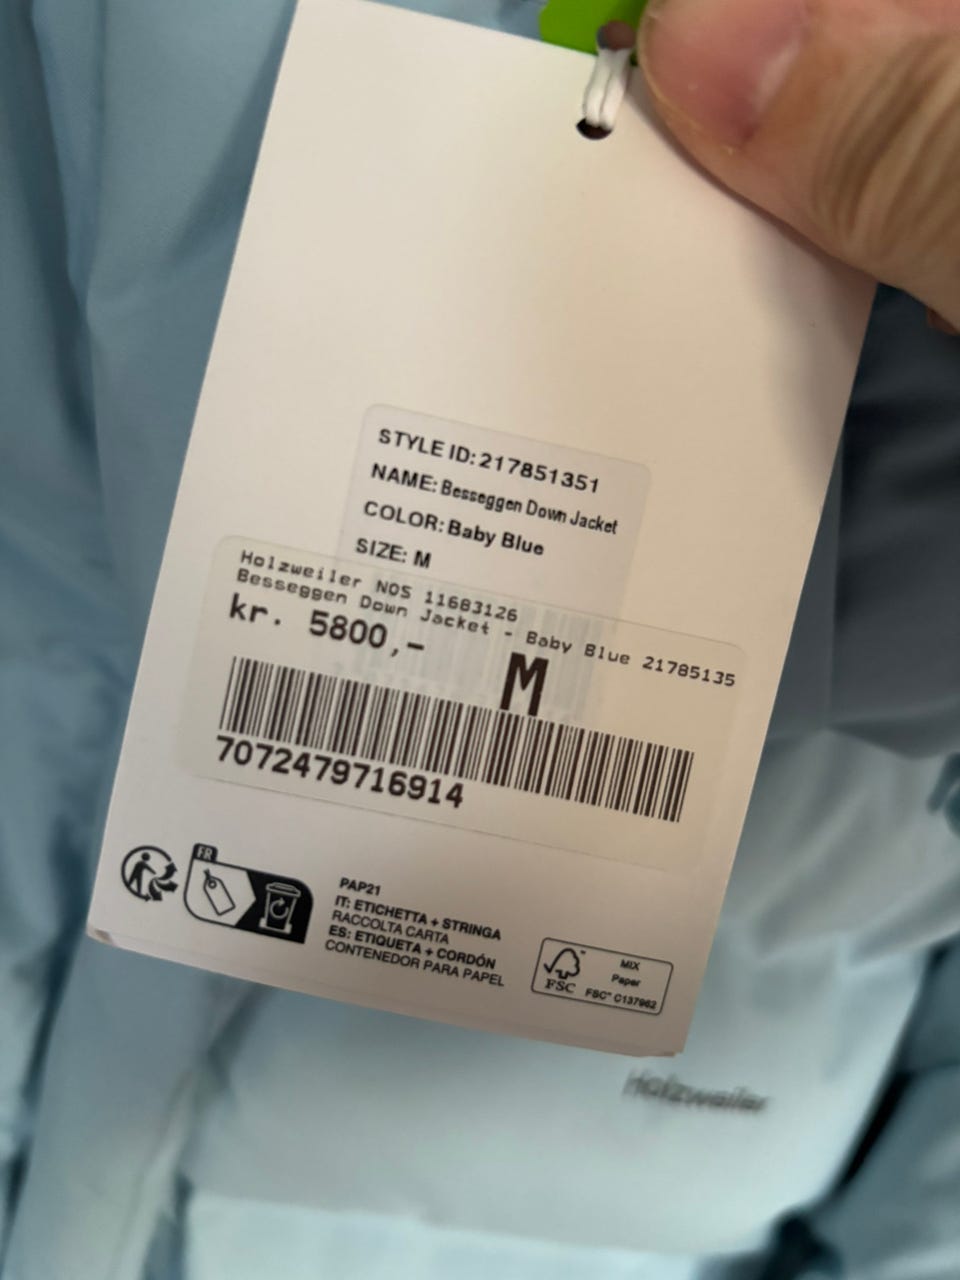 STYLE ID: 217851351
NAME: Besseggen Down Jacket
COLOR: Baby Blue
SIZE: M
Holzweiler NOS 11683126
Besseggen Down Jacket - Baby Blue 21785135
kr. 5800,-
M
7072479716914
FR
PAP21
IT: ETICHETTA + STRINGA
RACCOLTA CARTA
ES: ETIQUETA + CORDÓN
CONTENEDOR PARA PAPEL
FSC™
MIX
Paper
FSC® C137962
Holzweiler